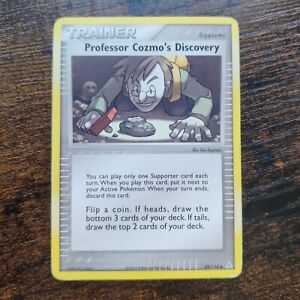 TRAINER
Supporter
Professor Cozmo's Discovery
You can play only one Supporter card each
turn. When you play this card, put it next to
your Active Pokémon. When your turn ends,
discard this card.
Flip a coin. If heads, draw the
bottom 3 cards of your deck. If tails,
draw the top 2 cards of your deck.